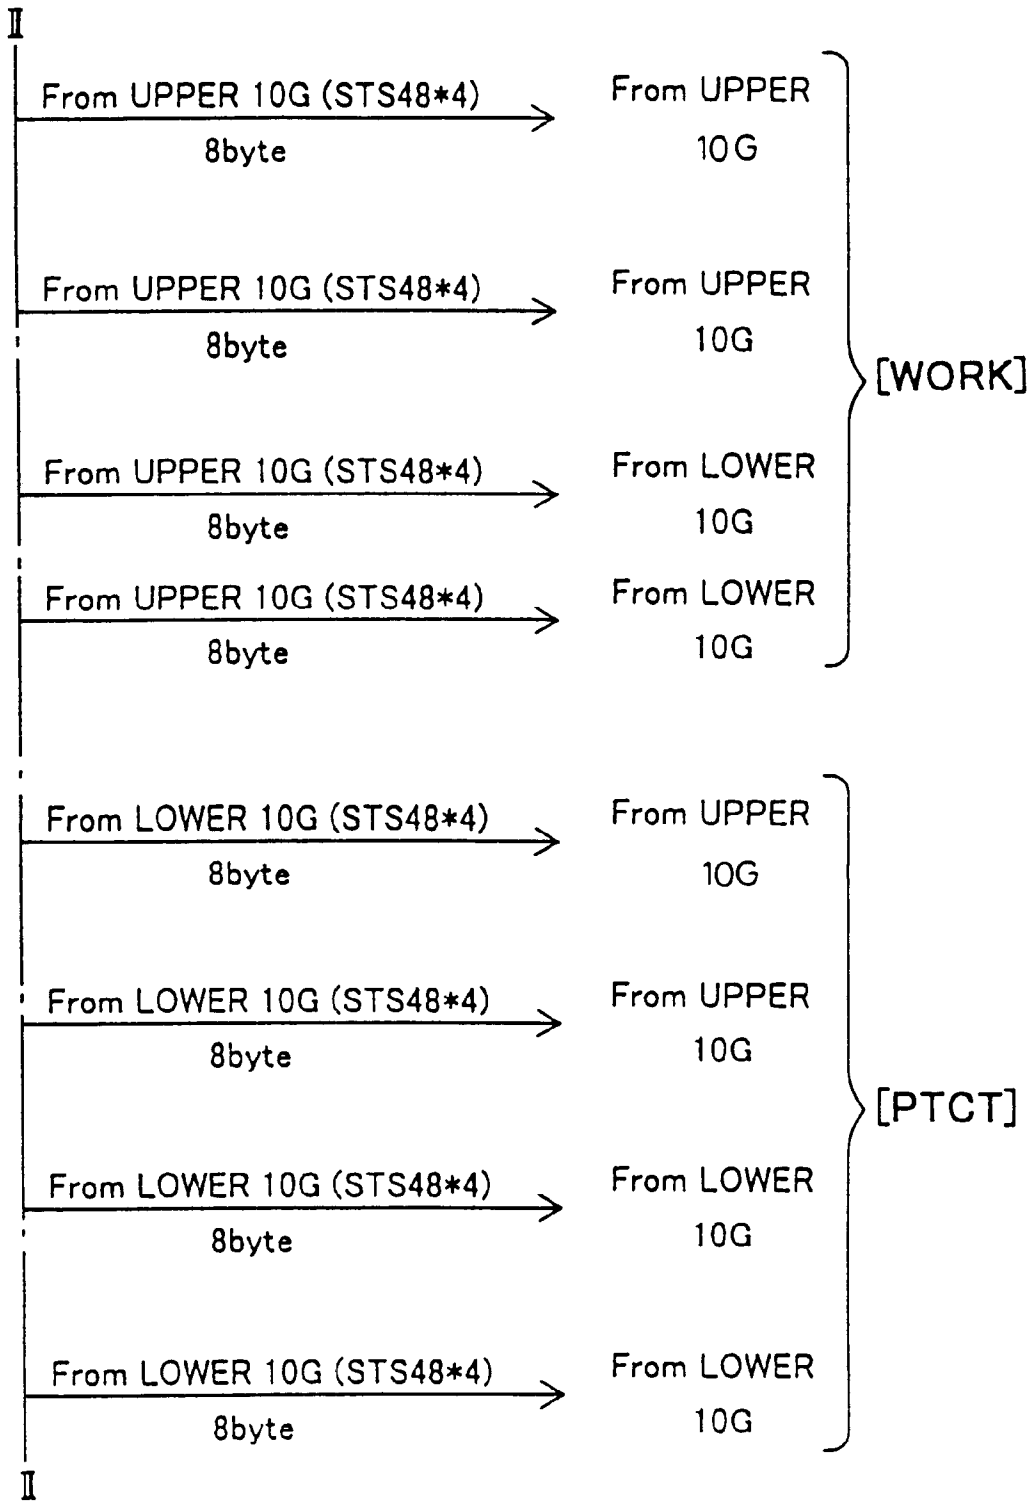 II
From UPPER 10G (STS48*4)
8byte
From UPPER
10G
From UPPER 10G (STS48*4)
8byte
From UPPER
10G
[WORK]
From UPPER 10G (STS48*4)
8byte
From LOWER
10G
From UPPER 10G (STS48*4)
8byte
From LOWER
10G
From LOWER 10G (STS48*4)
8byte
From UPPER
10G
From LOWER 10G (STS48*4)
8byte
From UPPER
10G
[PTCT]
From LOWER 10G (STS48*4)
8byte
From LOWER
10G
From LOWER 10G (STS48*4)
8byte
From LOWER
10G
II